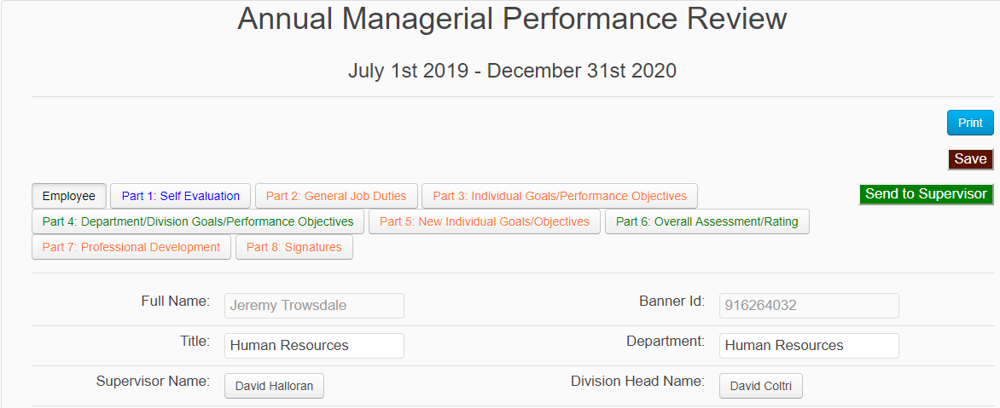 Annual Managerial Performance Review
July 1st 2019 - December 31st 2020
Print
Save
Employee Part 1: Self Evaluation Part 2: General Job Duties Part 3: Individual Goals/Performance Objectives Send to Supervisor
Part 4: Department/Division Goals/Performance Objectives Part 5: New Individual Goals/Objectives Part 6: Overall Assessment/Rating
Part 7: Professional Development Part 8: Signatures
Full Name: Jeremy Trowsdale Banner Id: 916264032
Title: Human Resources Department: Human Resources
Supervisor Name: David Halloran Division Head Name: David Coltri